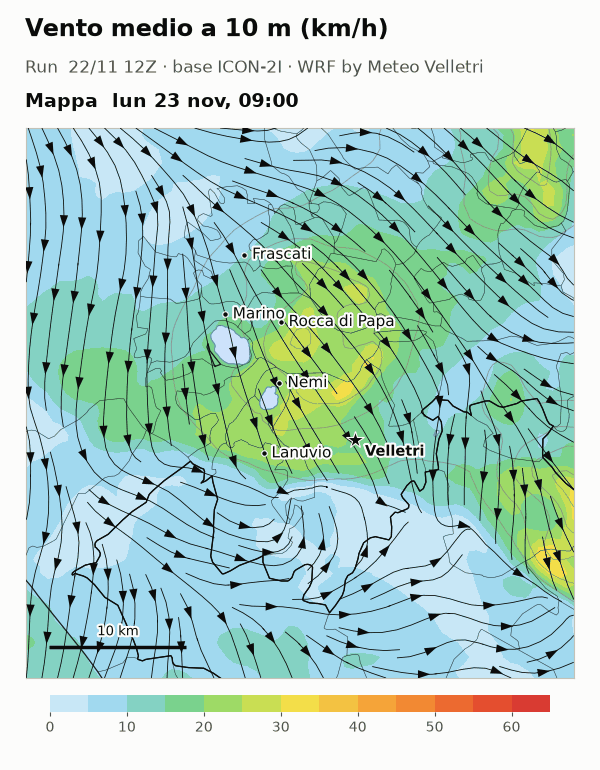 Vento medio a 10 m (km/h)
Run 22/11 12Z · base ICON-2I · WRF by Meteo Velletri
Mappa lun 23 nov, 09:00
Frascati
Marino
Rocca di Papa
Nemi
Velletri
Lanuvio
10 km
0 10 20 30 40 50 60